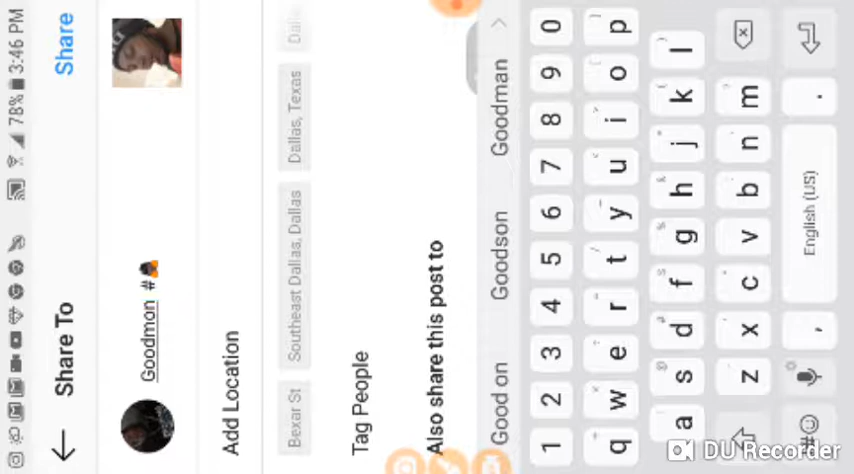 78% 3:46 PM
Share To Share
Goodmon #
Add Location
Bexar St Southeast Dallas, Dallas Dallas, Texas
Tag People
Also share this post to
Good on Goodson Goodman
1 2 3 4 5 6 7 8 9 0
q w e r t y u i o p
a s d f g h j k l
z x c v b n m
, English (US) .
DU Recorder